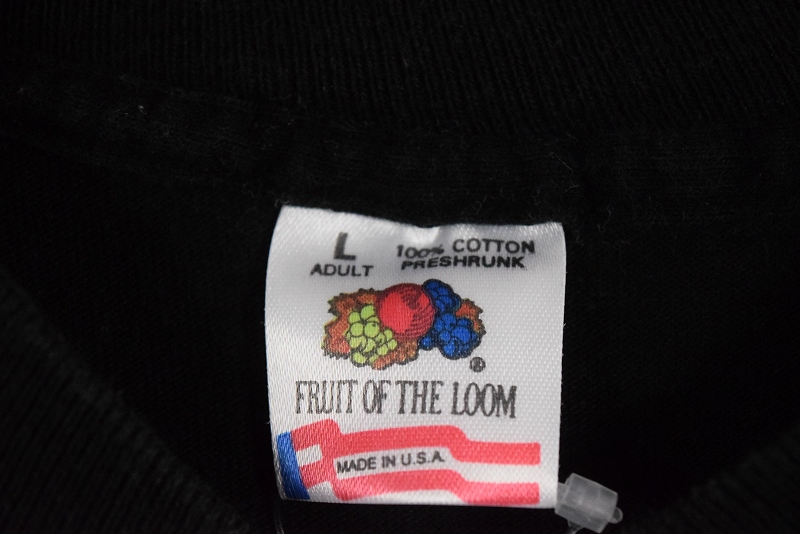 L
ADULT
100% COTTON
PRESHRUNK
®
FRUIT OF THE LOOM
MADE IN U.S.A.